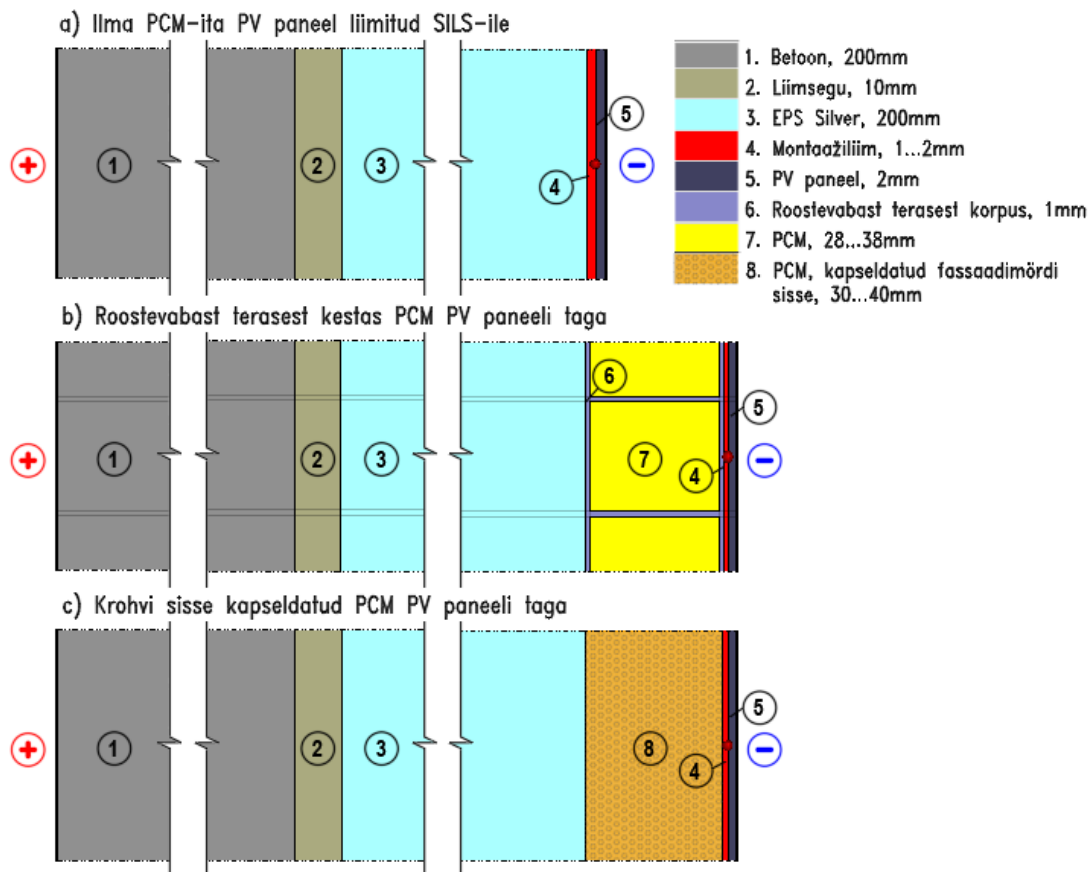 a) Ilma PCM-ita PV paneel liimitud SILS-ile
+
1
2
3
4
5
−
1. Betoon, 200mm
2. Liimsegu, 10mm
3. EPS Silver, 200mm
4. Montaažiliim, 1...2mm
5. PV paneel, 2mm
6. Roostevabast terasest korpus, 1mm
7. PCM, 28...38mm
8. PCM, kapseldatud fassaadimördi
sisse, 30...40mm
b) Roostevabast terasest kestas PCM PV paneeli taga
+
1
2
3
6
7
4
5
−
c) Krohvi sisse kapseldatud PCM PV paneeli taga
+
1
2
3
8
4
5
−